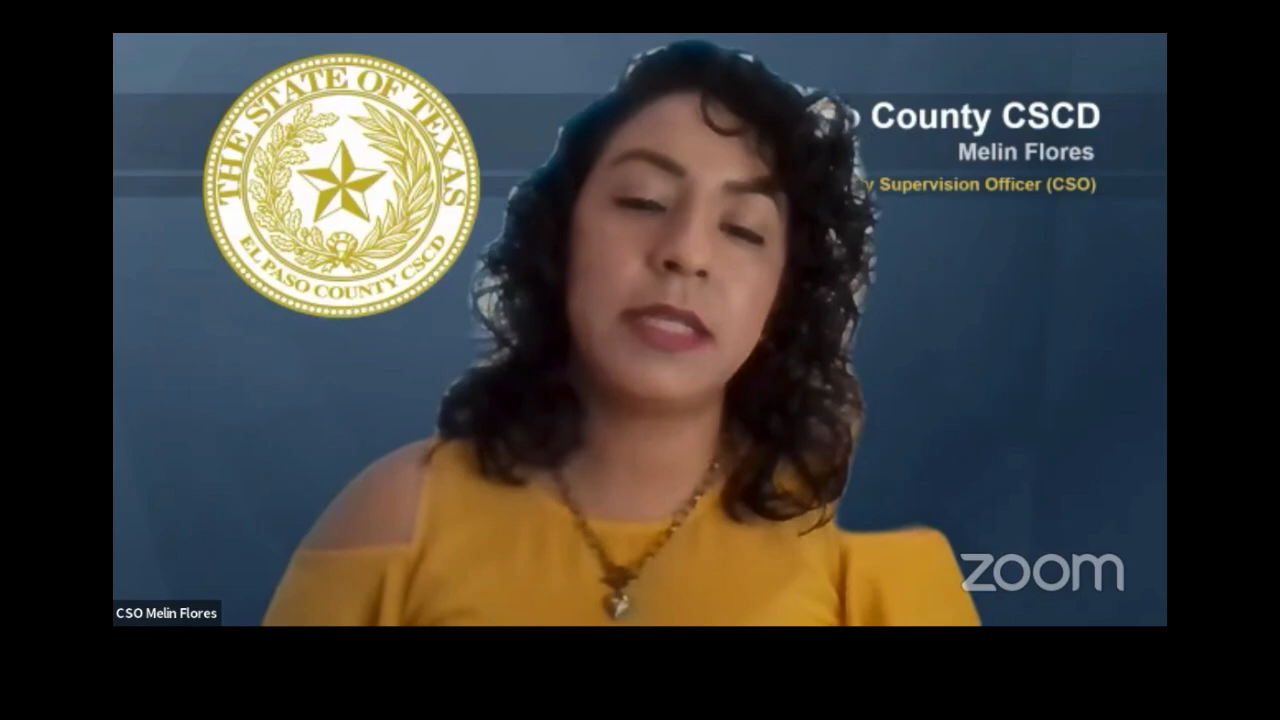 THE STATE OF TEXAS
EL PASO COUNTY CSCD
County CSCD
Melin Flores
Supervision Officer (CSO)
zoom
CSO Melin Flores